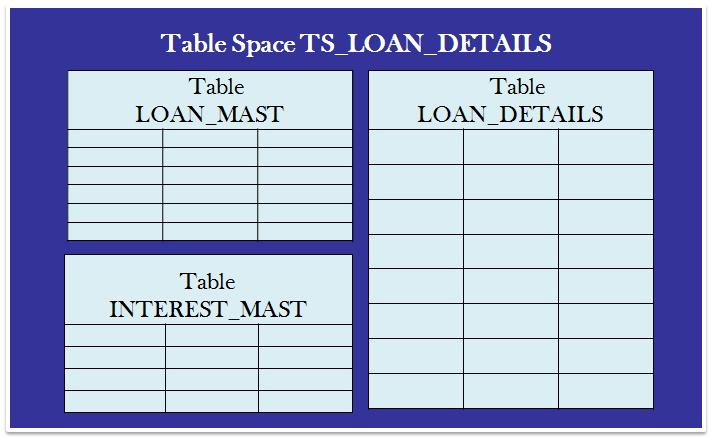 Table Space TS_LOAN_DETAILS
Table
LOAN_MAST
Table
LOAN_DETAILS
Table
INTEREST_MAST